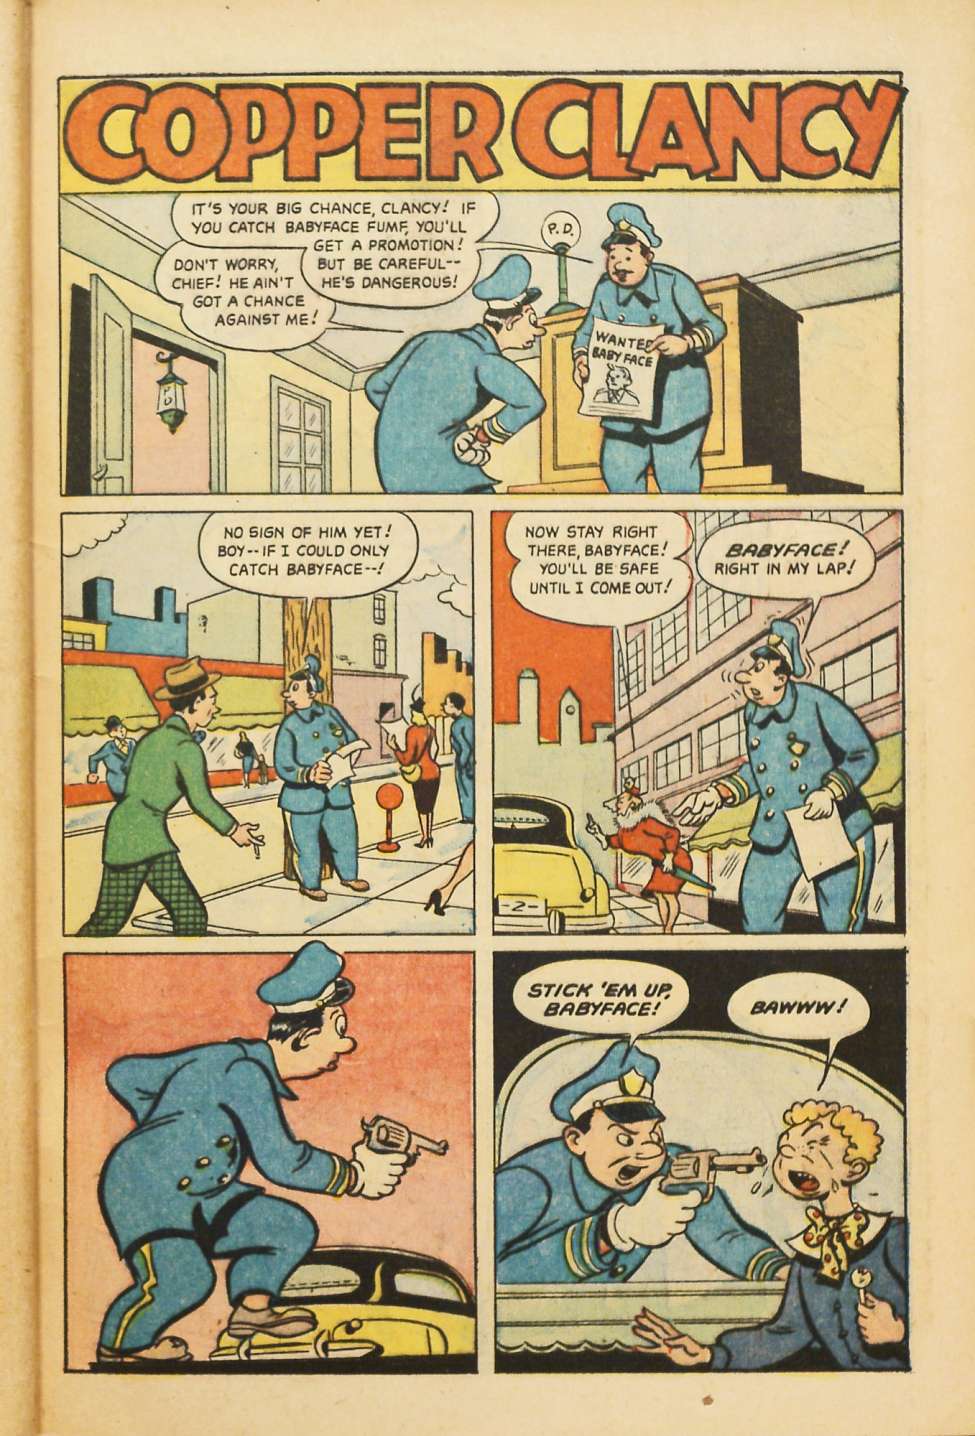 COPPER CLANCY
IT'S YOUR BIG CHANCE, CLANCY! IF
YOU CATCH BABYFACE FUMF, YOU'LL
GET A PROMOTION!
BUT BE CAREFUL--
HE'S DANGEROUS!
DON'T WORRY,
CHIEF! HE AIN'T
GOT A CHANCE
AGAINST ME!
P.D.
WANTED
BABY FACE
PD
NO SIGN OF HIM YET!
BOY--IF I COULD ONLY
CATCH BABYFACE--!
NOW STAY RIGHT
THERE, BABYFACE!
YOU'LL BE SAFE
UNTIL I COME OUT!
BABYFACE!
RIGHT IN MY LAP!
-2-
STICK 'EM UP,
BABYFACE!
BAWWW!